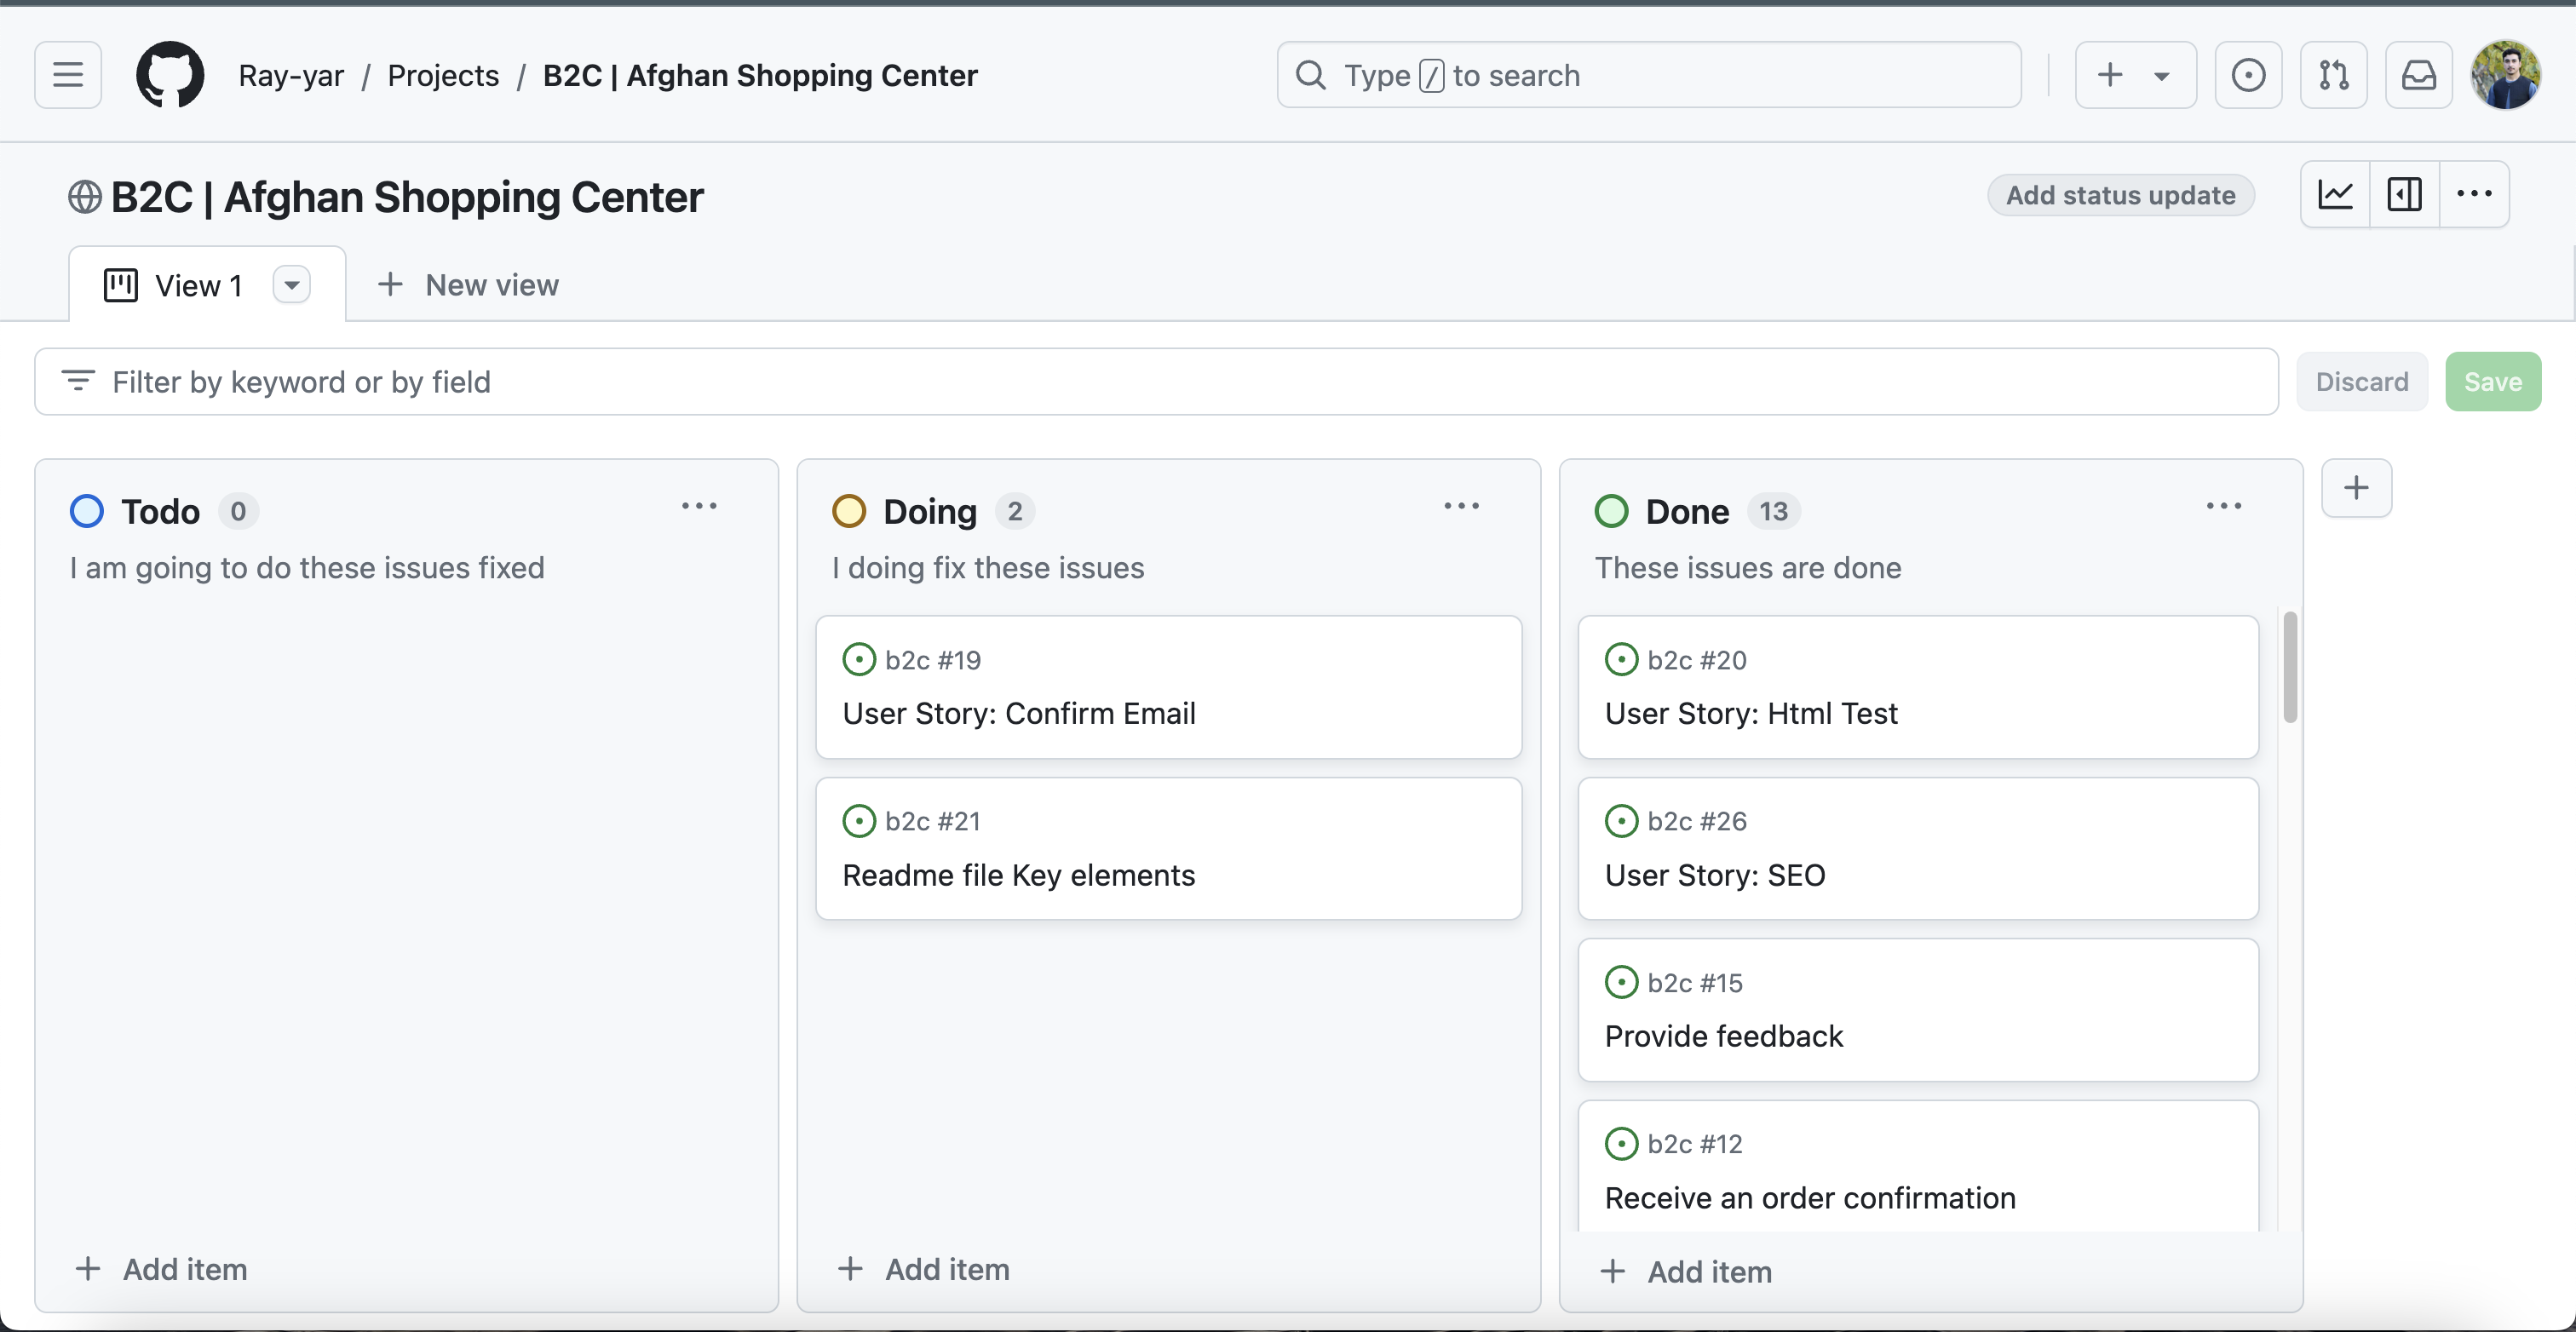 Ray-yar / Projects / B2C | Afghan Shopping Center
Type / to search
B2C | Afghan Shopping Center
Add status update
View 1
New view
Filter by keyword or by field
Discard
Save
Todo 0
I am going to do these issues fixed
Add item
Doing 2
I doing fix these issues
b2c #19
User Story: Confirm Email
b2c #21
Readme file Key elements
Add item
Done 13
These issues are done
b2c #20
User Story: Html Test
b2c #26
User Story: SEO
b2c #15
Provide feedback
b2c #12
Receive an order confirmation
Add item